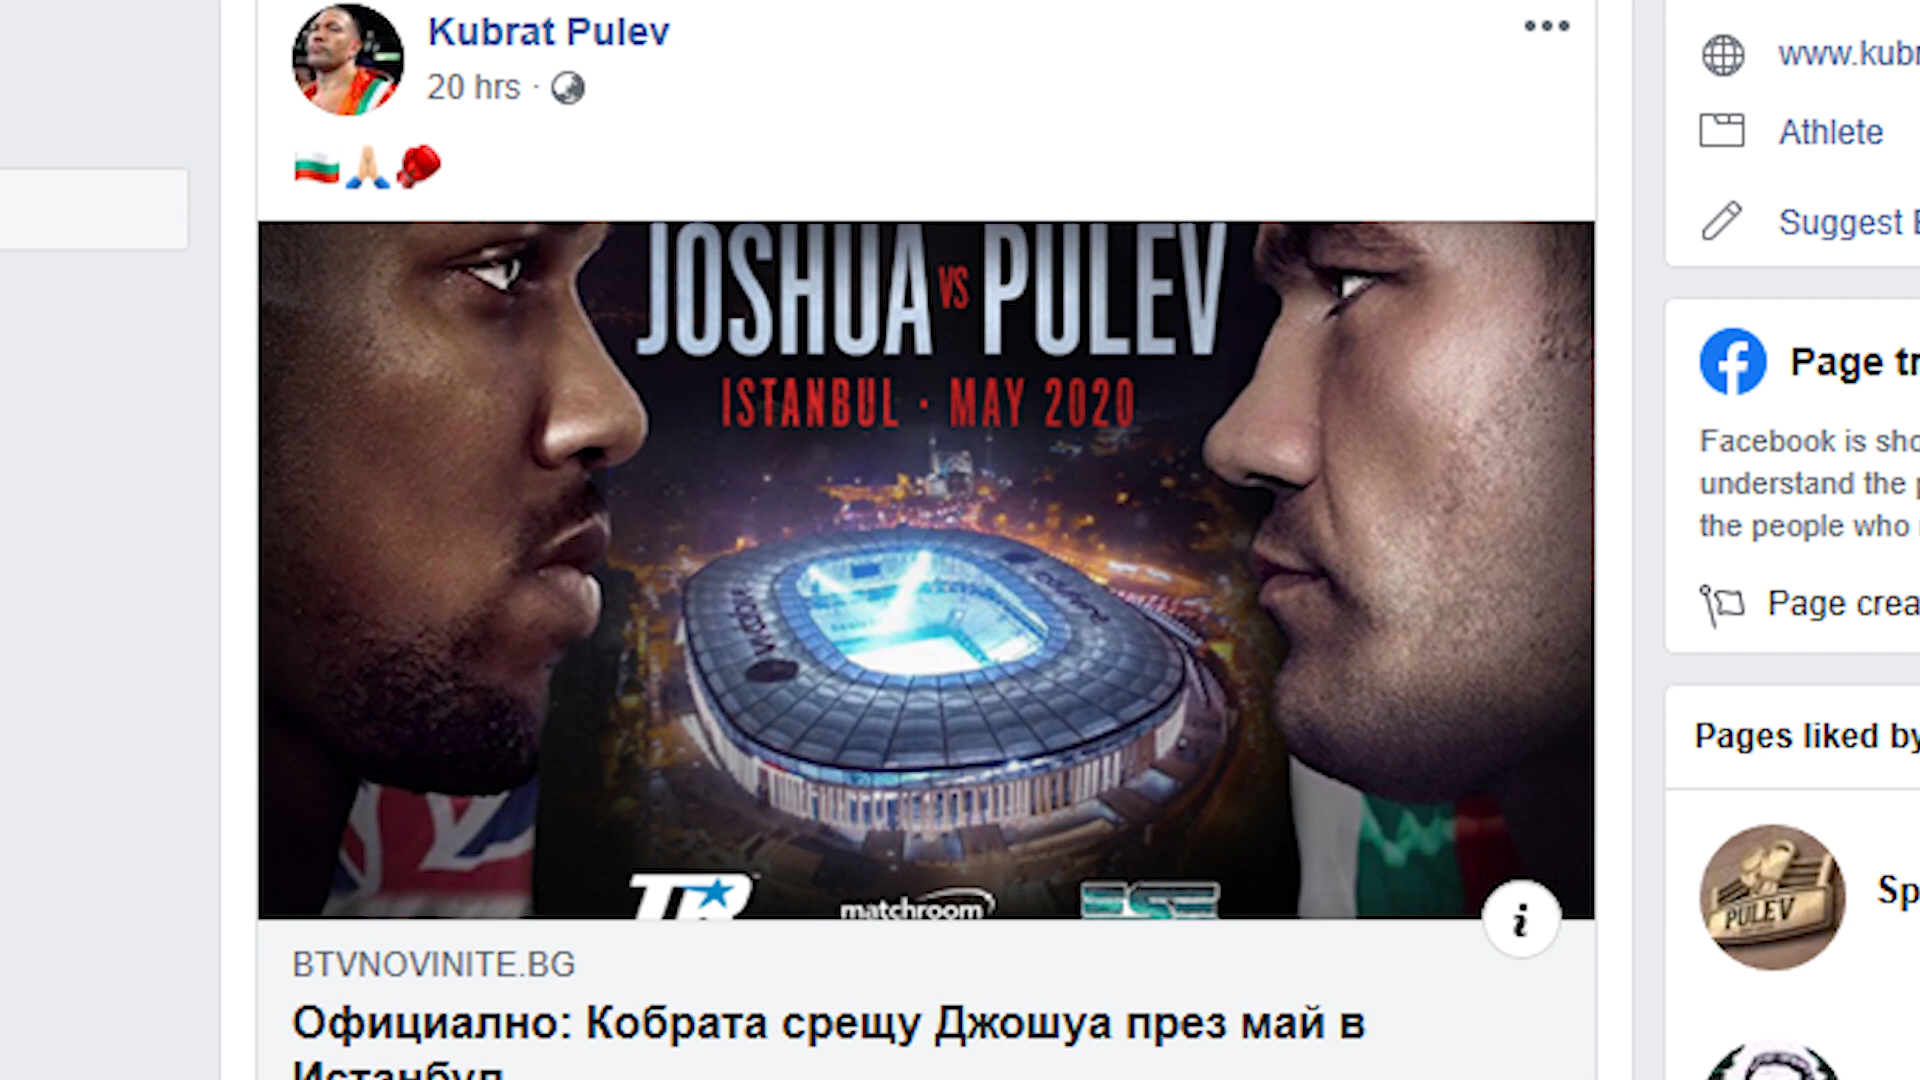 Kubrat Pulev
20 hrs ·
JOSHUA VS PULEV
ISTANBUL · MAY 2020
TR
matchroom
BTVNOVINITE.BG
Официално: Кобрата срещу Джошуа през май в
Истанбул
www.kubr
Athlete
Suggest E
Page tr
Facebook is sho
understand the p
the people who
Page crea
Pages liked by
PULEV
Sp